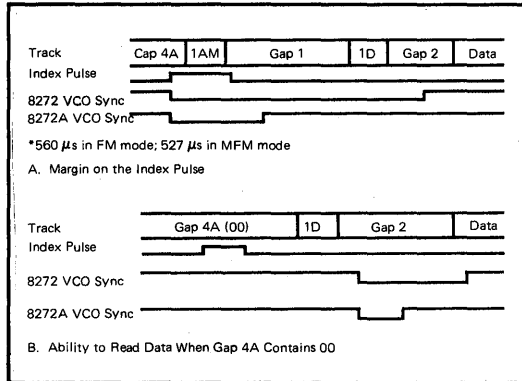 Track Cap 4A 1AM Gap 1 1D Gap 2 Data
Index Pulse
8272 VCO Sync
8272A VCO Sync
*560 μs in FM mode; 527 μs in MFM mode
A. Margin on the Index Pulse
Track Gap 4A (00) 1D Gap 2 Data
Index Pulse
8272 VCO Sync
8272A VCO Sync
B. Ability to Read Data When Gap 4A Contains 00